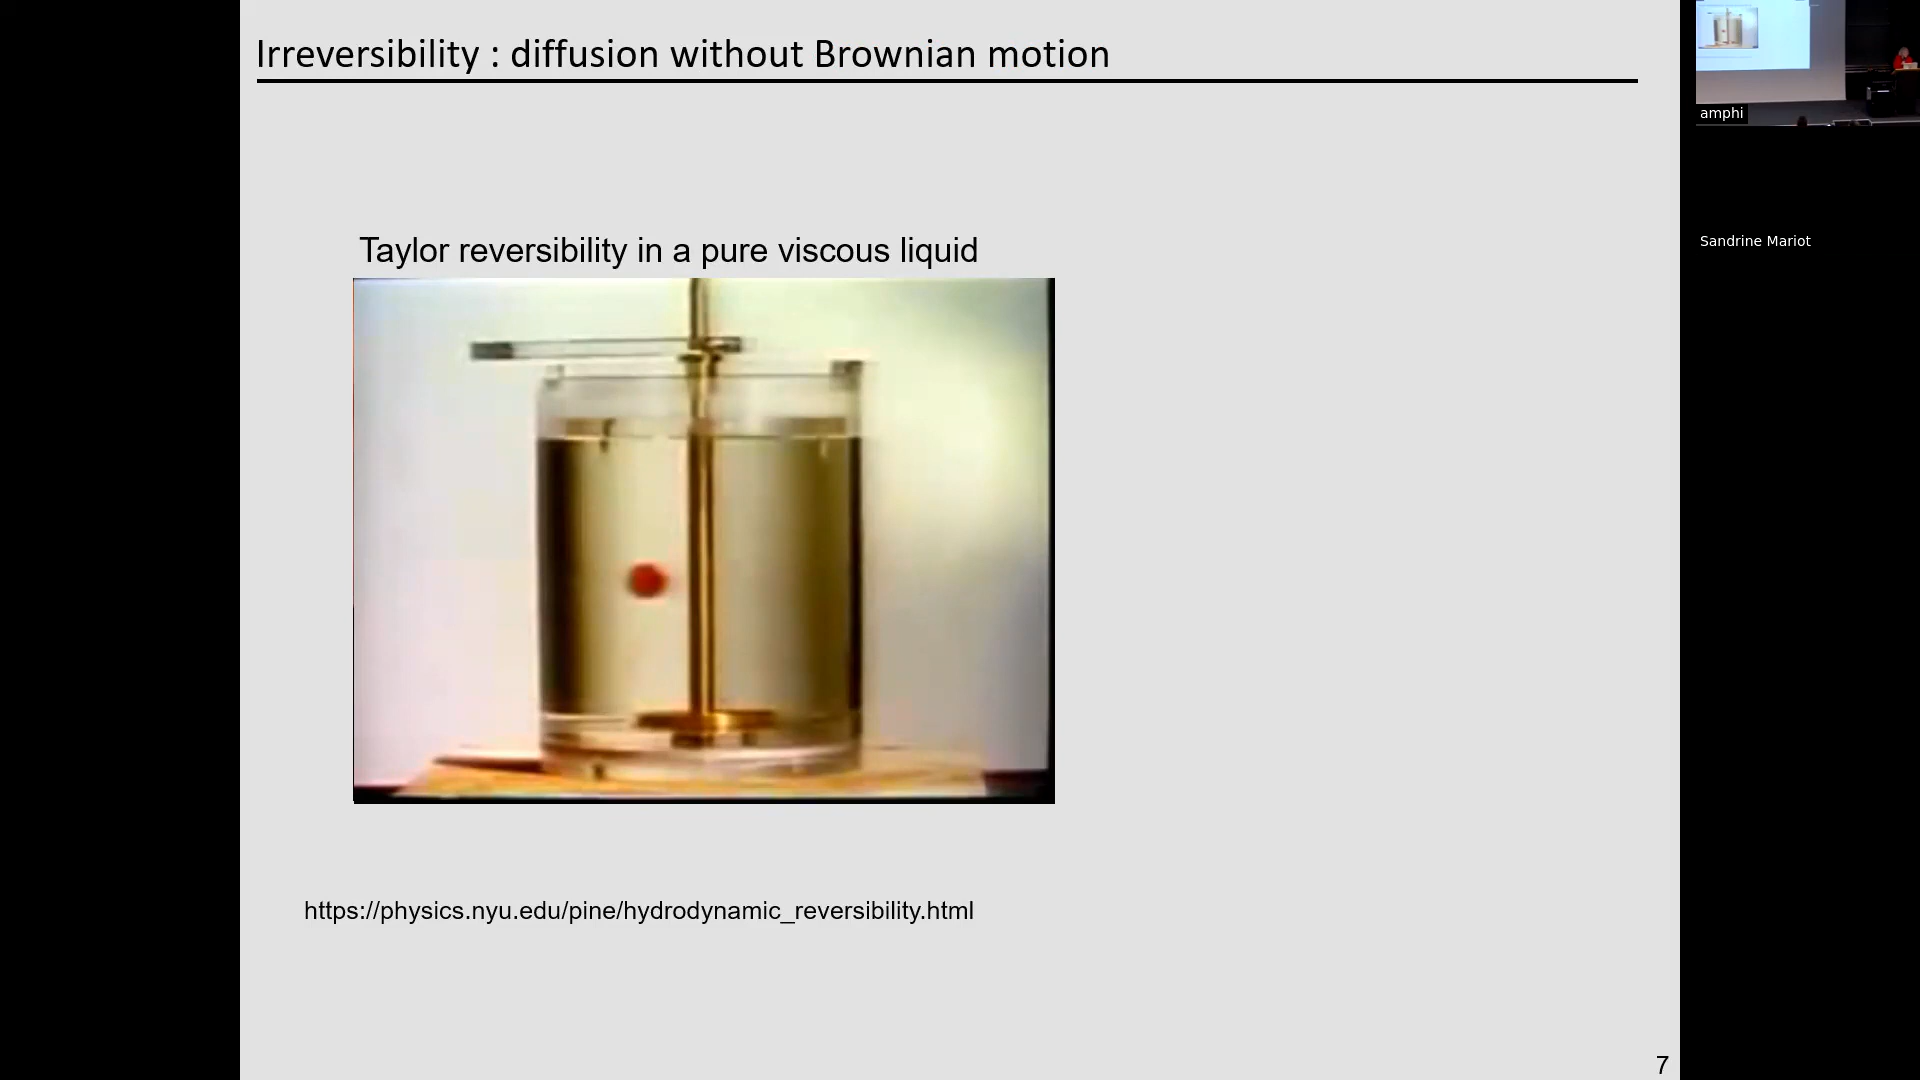 Irreversibility : diffusion without Brownian motion
Taylor reversibility in a pure viscous liquid
https://physics.nyu.edu/pine/hydrodynamic_reversibility.html
7
amphi
Sandrine Mariot